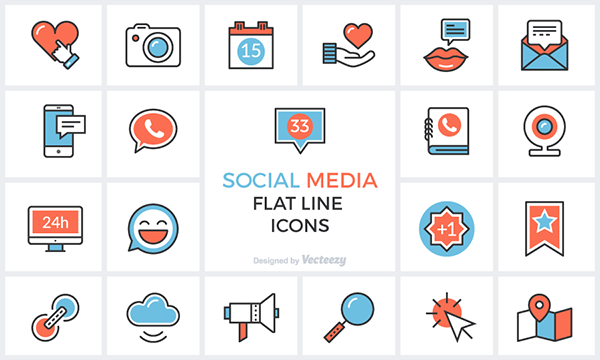 15
33
SOCIAL MEDIA
FLAT LINE
ICONS
24h
+1
Designed by Vecteezy